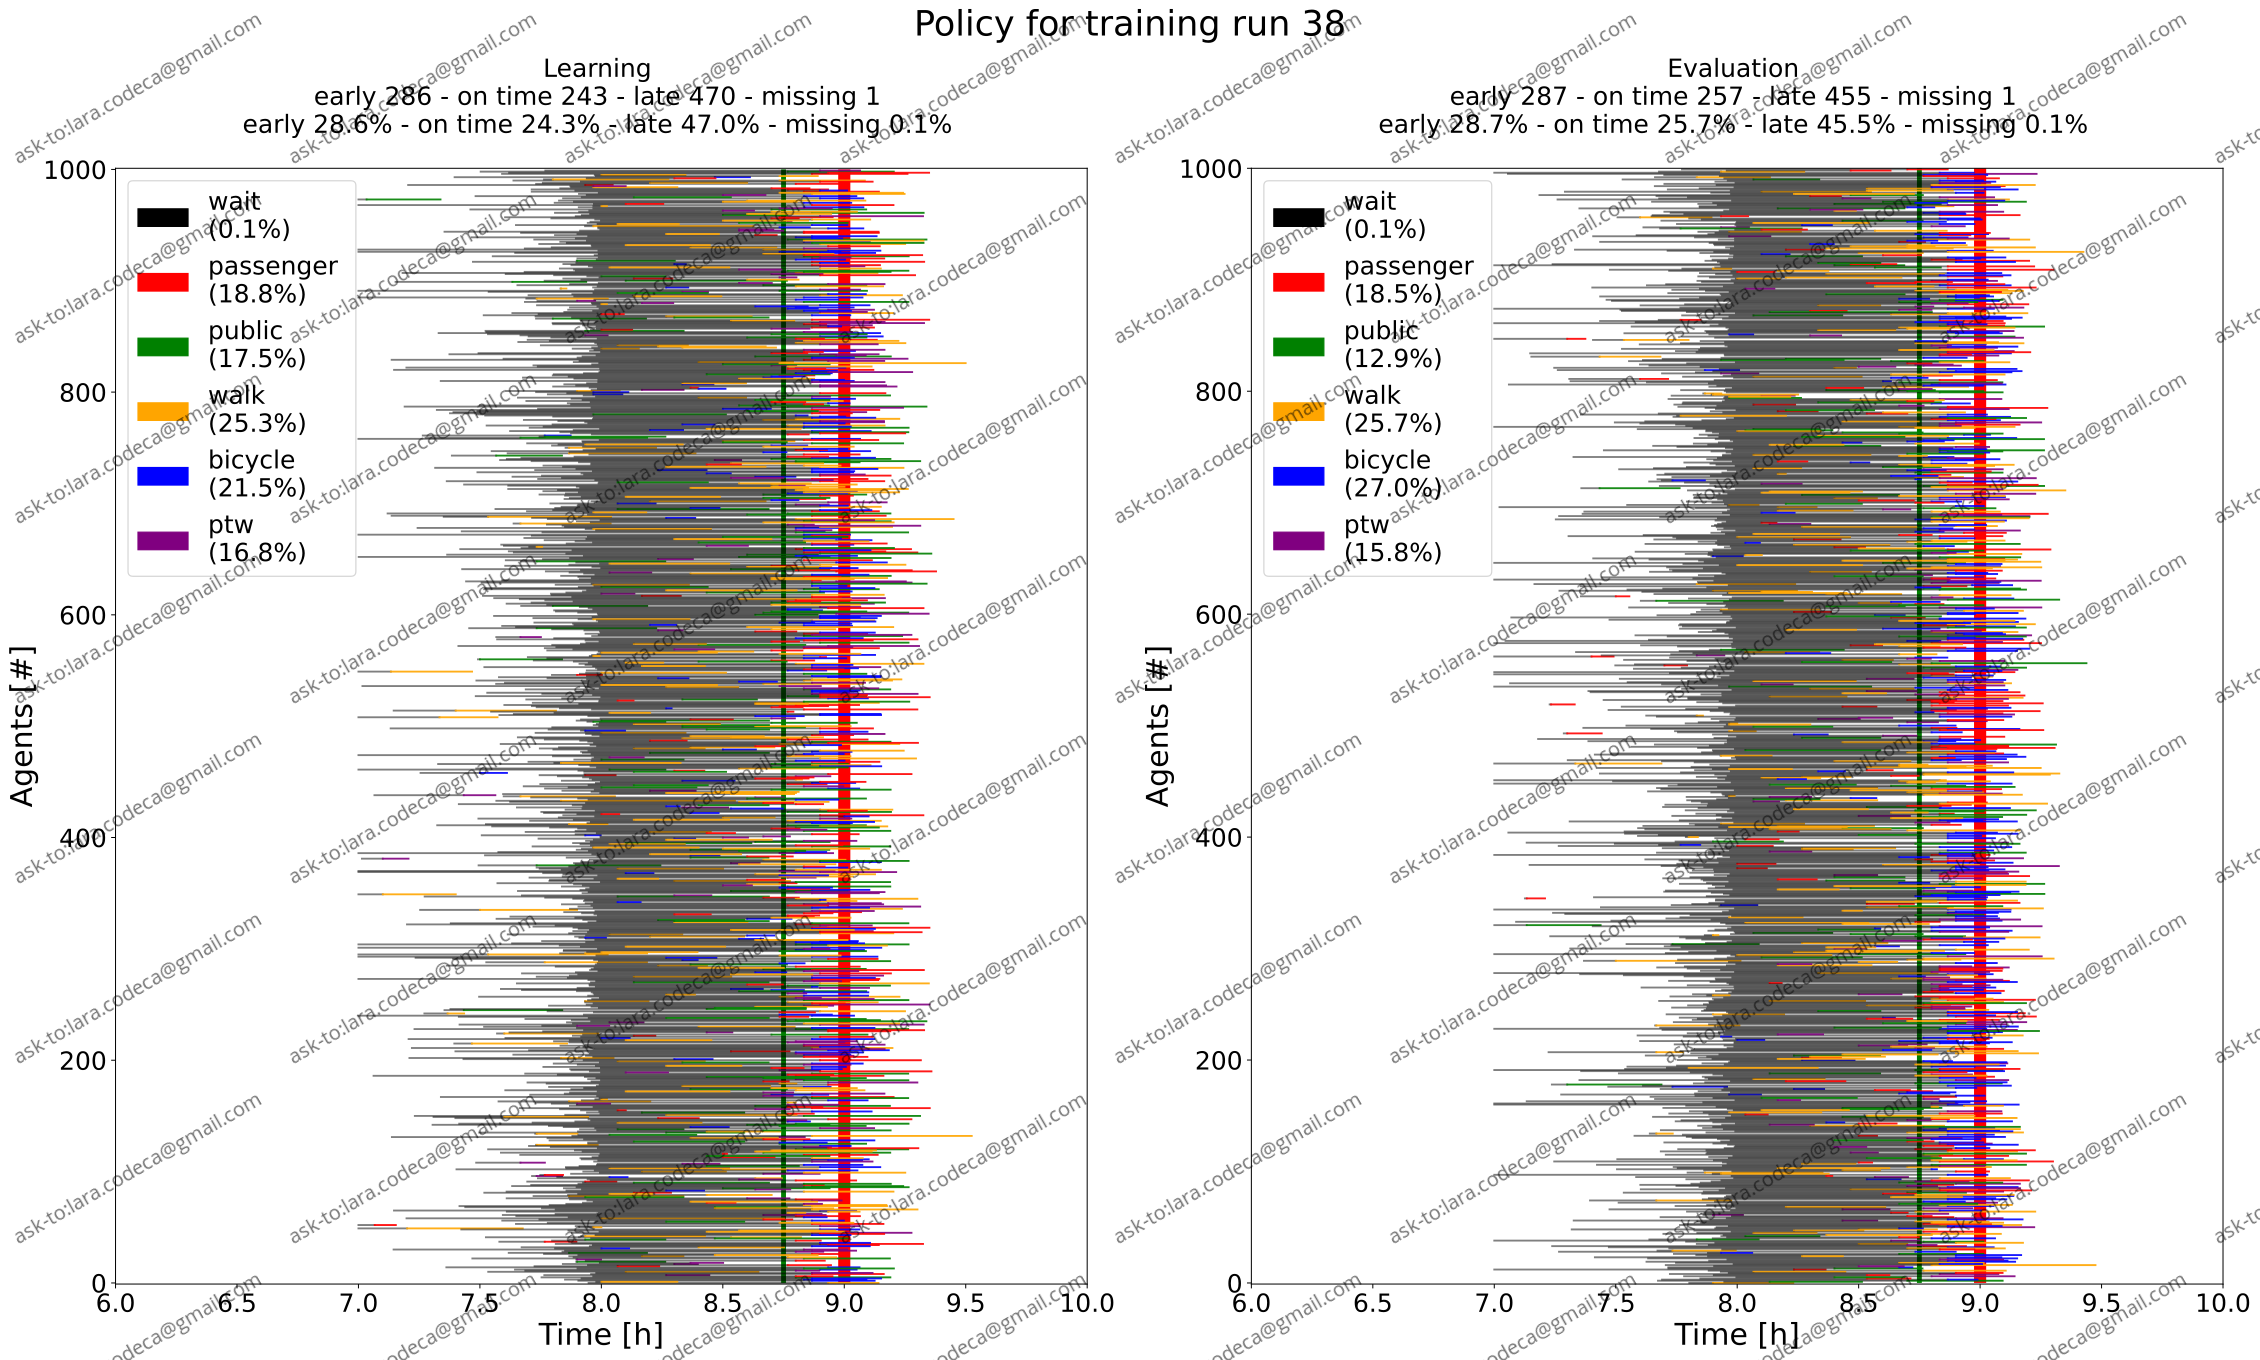 Policy for training run 38
Learning
early 286 - on time 243 - late 470 - missing 1
early 28.6% - on time 24.3% - late 47.0% - missing 0.1%
1000
800
600
400
200
0
Agents [#]
wait
(0.1%)
passenger
(18.8%)
public
(17.5%)
walk
(25.3%)
bicycle
(21.5%)
ptw
(16.8%)
6.0 6.5 7.0 7.5 8.0 8.5 9.0 9.5 10.0
Time [h]
Evaluation
early 287 - on time 257 - late 455 - missing 1
early 28.7% - on time 25.7% - late 45.5% - missing 0.1%
1000
800
600
400
200
0
Agents [#]
wait
(0.1%)
passenger
(18.5%)
public
(12.9%)
walk
(25.7%)
bicycle
(27.0%)
ptw
(15.8%)
6.0 6.5 7.0 7.5 8.0 8.5 9.0 9.5 10.0
Time [h]
ask-to:lara.codeca@gmail.com